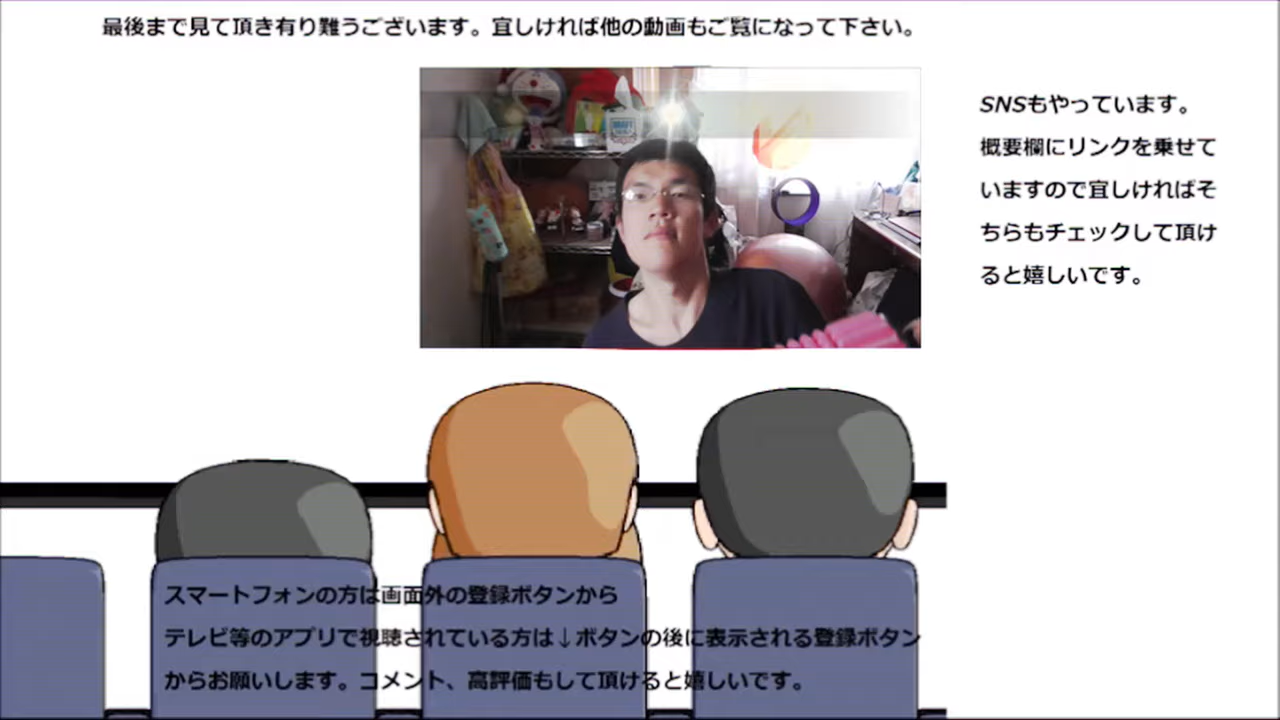 最後まで見て頂き有り難うございます。宜しければ他の動画もご覧になって下さい。
SNSもやっています。
概要欄にリンクを乗せて
いますので宜しければそ
ちらもチェックして頂け
ると嬉しいです。
スマートフォンの方は画面外の登録ボタンから
テレビ等のアプリで視聴されている方は↓ボタンの後に表示される登録ボタン
からお願いします。コメント、高評価もして頂けると嬉しいです。